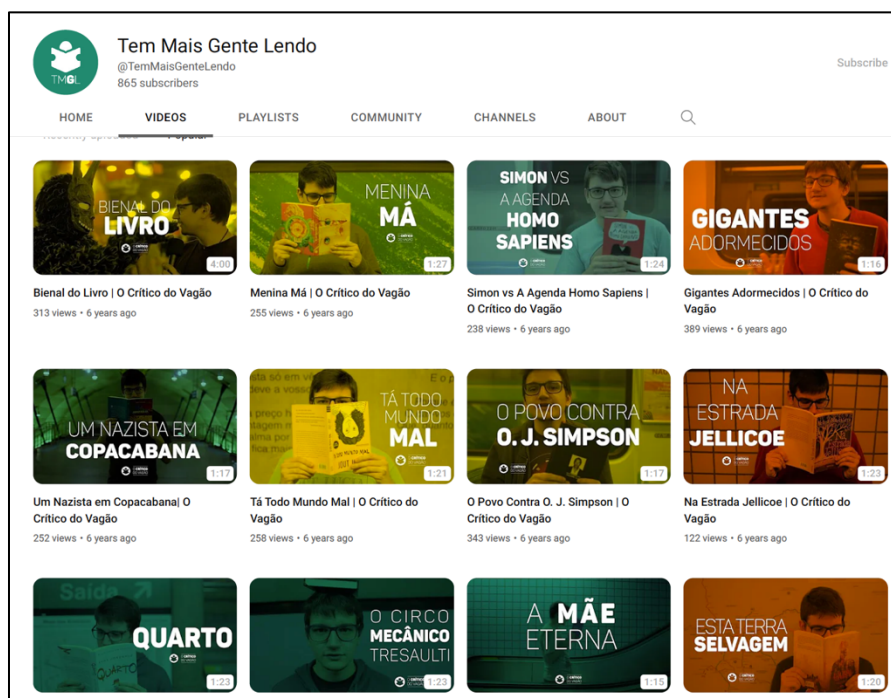 Tem Mais Gente Lendo
@TemMaisGenteLendo
865 subscribers
TMGL
Subscribe
HOME VIDEOS PLAYLISTS COMMUNITY CHANNELS ABOUT
Recently uploaded Popular
BIENAL DO
LIVRO
4:00
Bienal do Livro | O Crítico do Vagão
313 views • 6 years ago
MENINA
MÁ
1:27
Menina Má | O Crítico do Vagão
255 views • 6 years ago
SIMON VS
A AGENDA
HOMO
SAPIENS
1:24
Simon vs A Agenda Homo Sapiens |
O Crítico do Vagão
238 views • 6 years ago
GIGANTES
ADORMECIDOS
1:16
Gigantes Adormecidos | O Crítico do
Vagão
389 views • 6 years ago
UM NAZISTA EM
COPACABANA
1:17
Um Nazista em Copacabana| O
Crítico do Vagão
252 views • 6 years ago
TÁ TODO
MUNDO
MAL
1:21
Tá Todo Mundo Mal | O Crítico do
Vagão
258 views • 6 years ago
O POVO CONTRA
O. J. SIMPSON
1:17
O Povo Contra O. J. Simpson | O
Crítico do Vagão
343 views • 6 years ago
NA
ESTRADA
JELLICOE
1:23
Na Estrada Jellicoe | O Crítico do
Vagão
122 views • 6 years ago
Saída
QUARTO
1:23
O CIRCO
MECÂNICO
TRESAULTI
1:23
A MÃE
ETERNA
1:15
ESTA TERRA
SELVAGEM
1:20